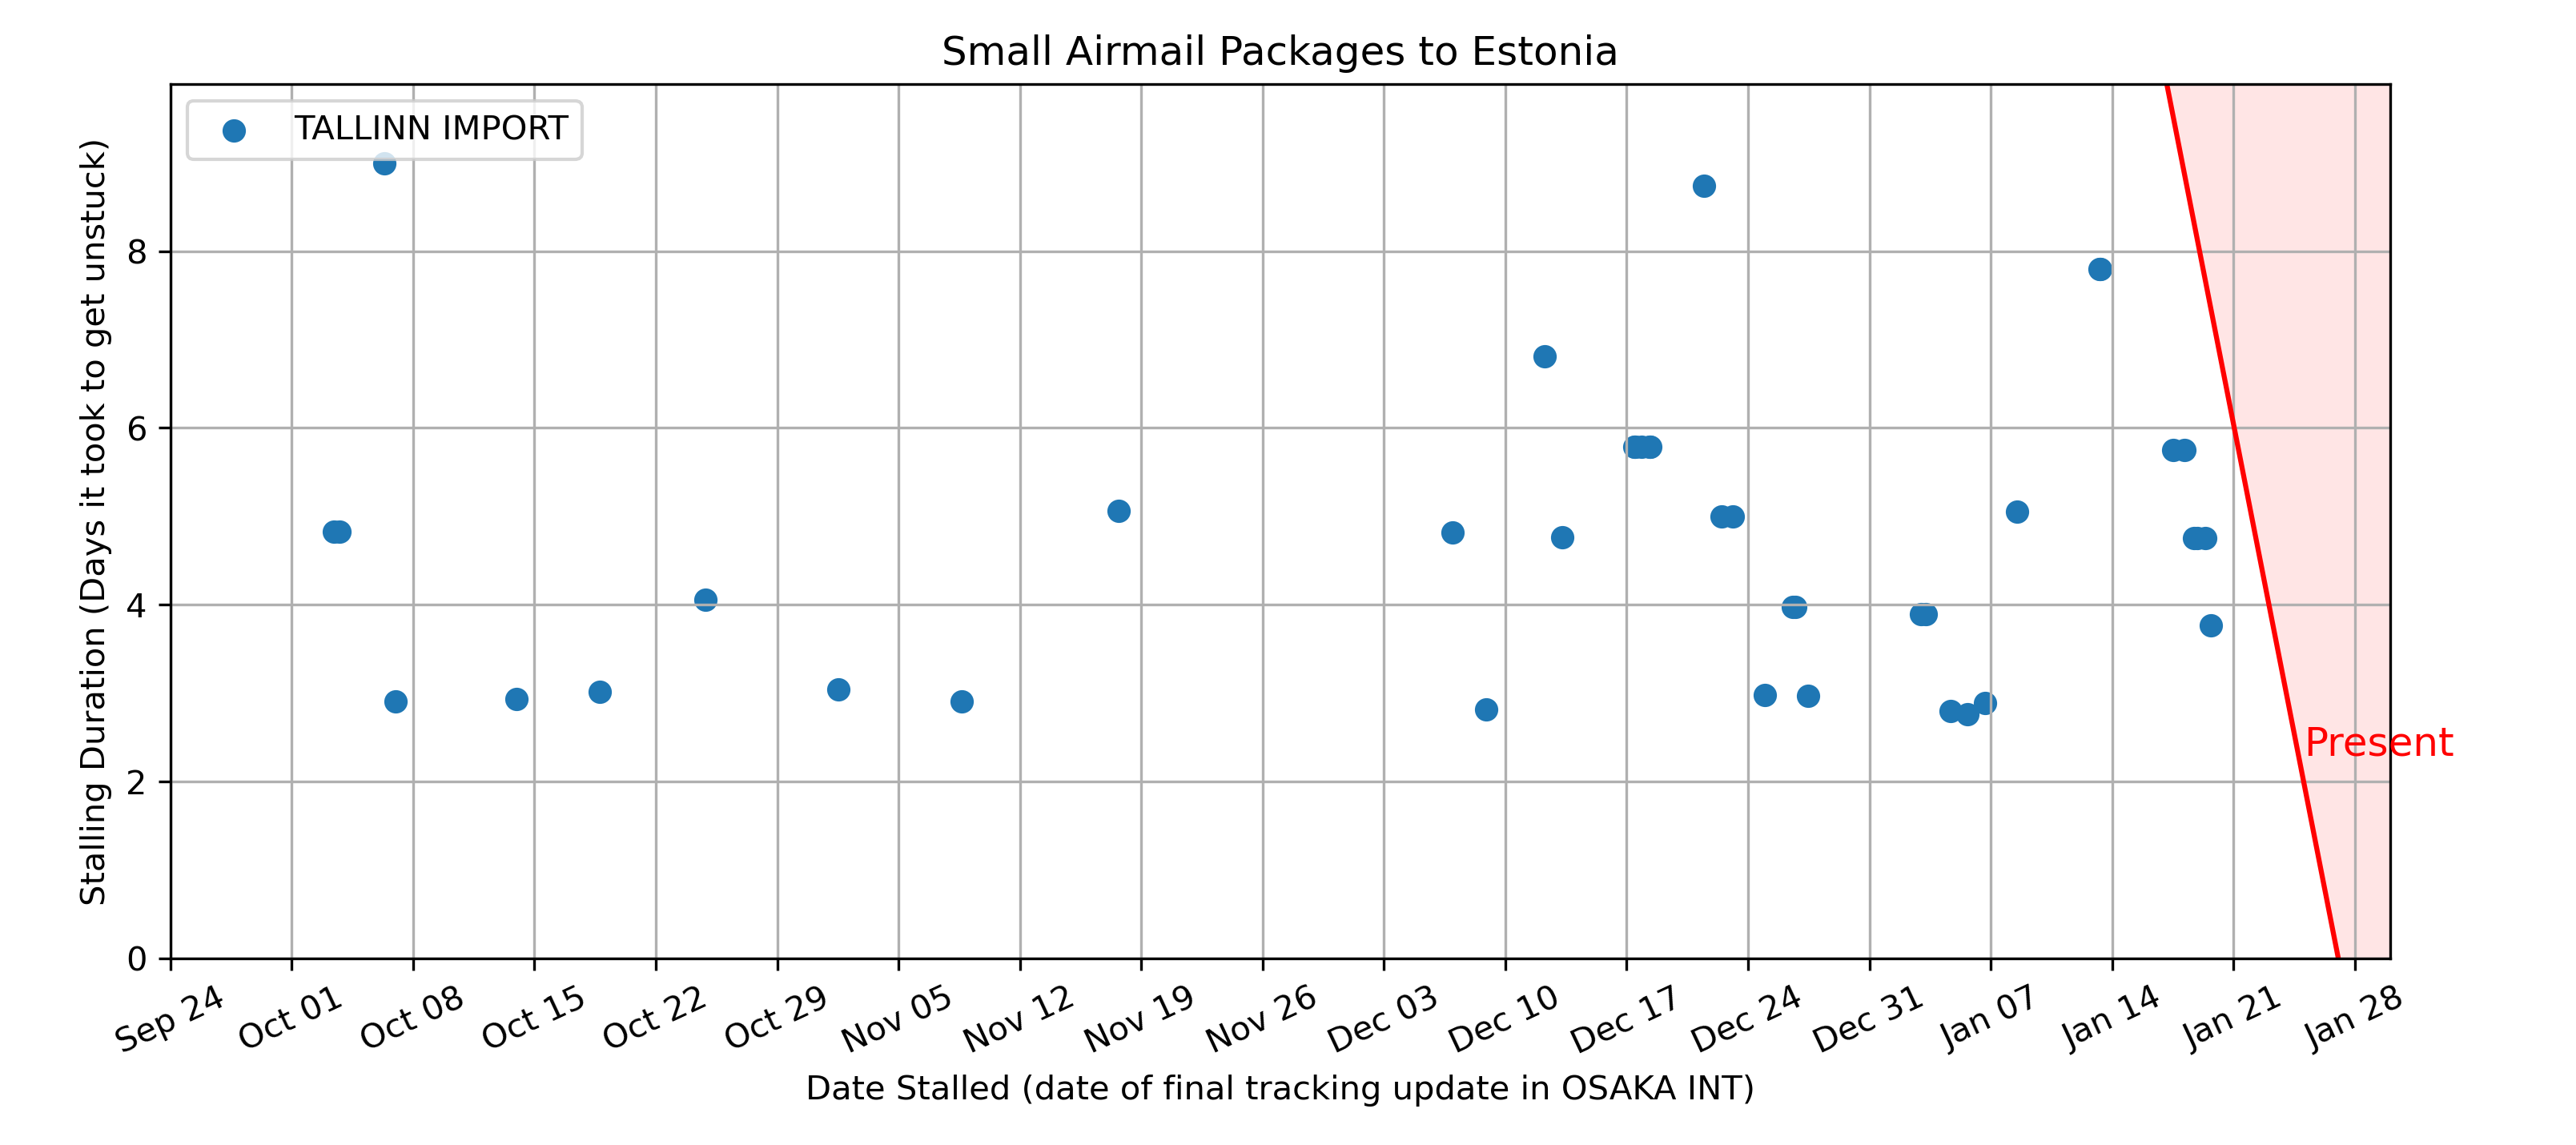 Small Airmail Packages to Estonia
TALLINN IMPORT
Stalling Duration (Days it took to get unstuck)
8
6
4
2
0
Present
Sep 24 Oct 01 Oct 08 Oct 15 Oct 22 Oct 29 Nov 05 Nov 12 Nov 19 Nov 26 Dec 03 Dec 10 Dec 17 Dec 24 Dec 31 Jan 07 Jan 14 Jan 21 Jan 28
Date Stalled (date of final tracking update in OSAKA INT)